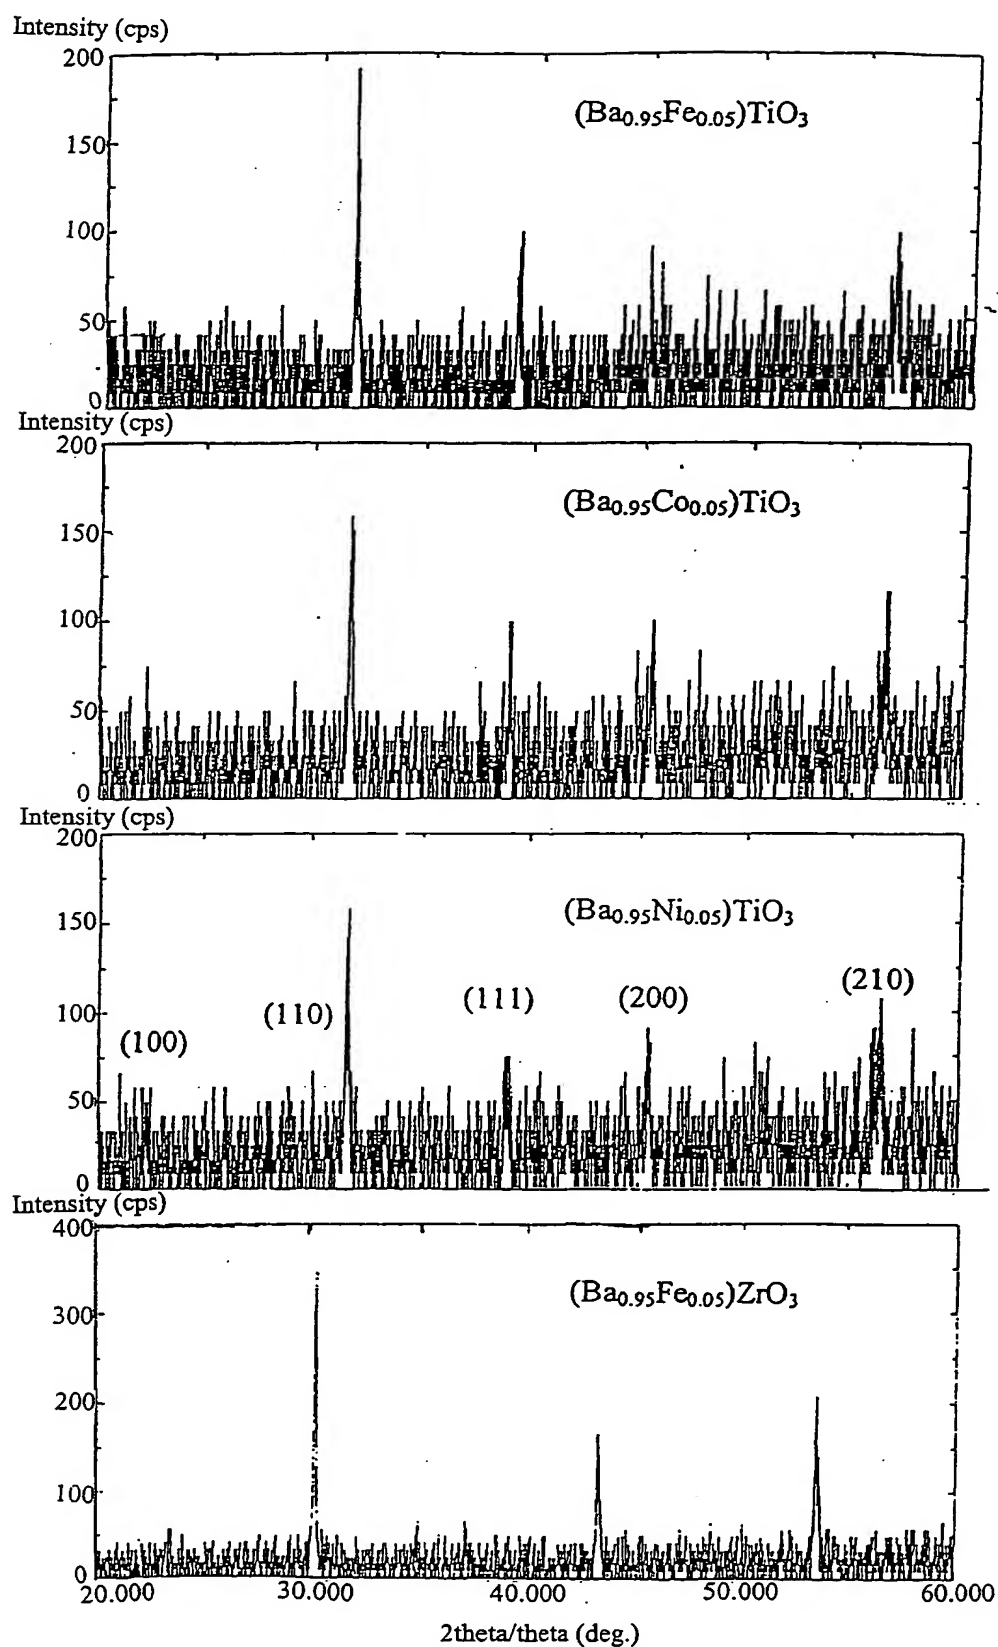 Intensity (cps)
200
(Ba0.95Fe0.05)TiO3
150
100
50
0
Intensity (cps)
200
(Ba0.95Co0.05)TiO3
150
100
50
0
Intensity (cps)
200
(Ba0.95Ni0.05)TiO3
150
(210)
(111) (200)
100 (110)
(100)
50
0
Intensity (cps)
400
(Ba0.95Fe0.05)ZrO3
300
200
100
0
20.000 30.000 40.000 50.000 60.000
2theta/theta (deg.)